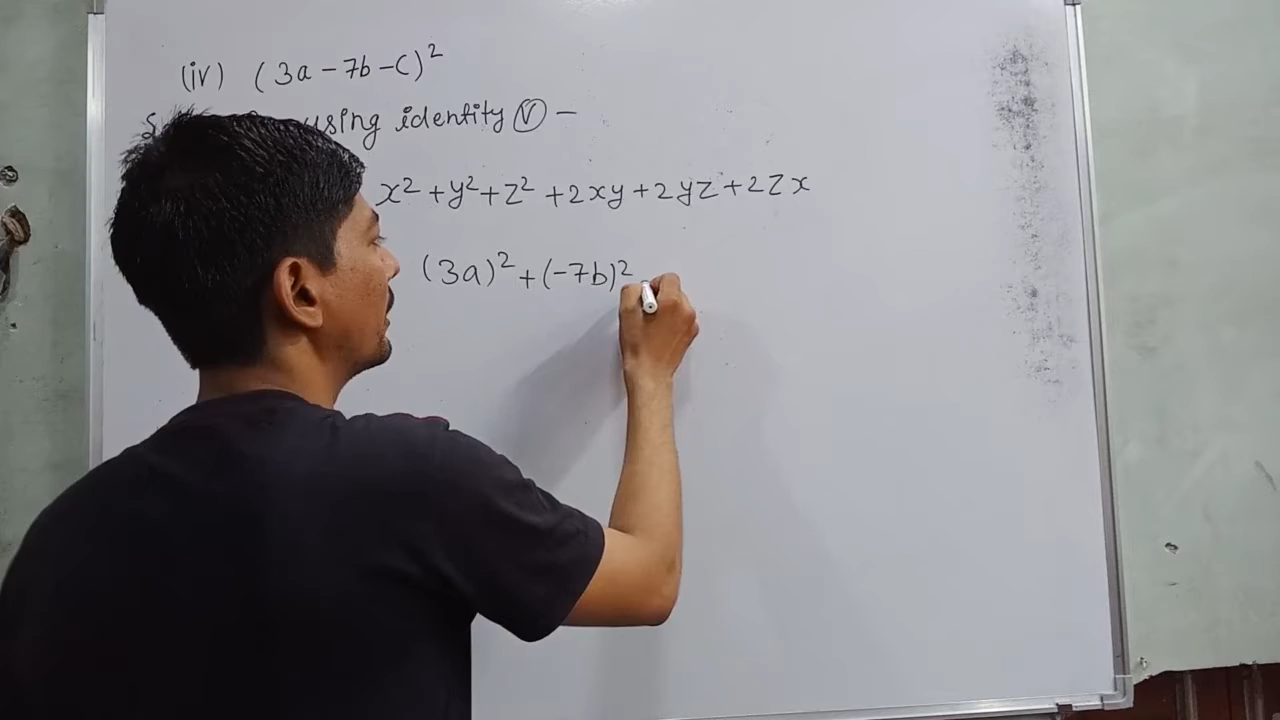 (iv) (3a - 7b - c)²
using identity Ⓥ -
x² + y² + z² + 2xy + 2yz + 2zx
(3a)² + (-7b)²